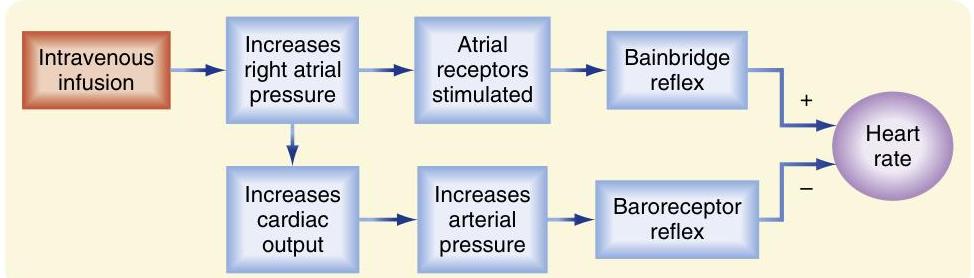 Intravenous
infusion
Increases
right atrial
pressure
Atrial
receptors
stimulated
Bainbridge
reflex
+
Heart
rate
Increases
cardiac
output
Increases
arterial
pressure
Baroreceptor
reflex
–